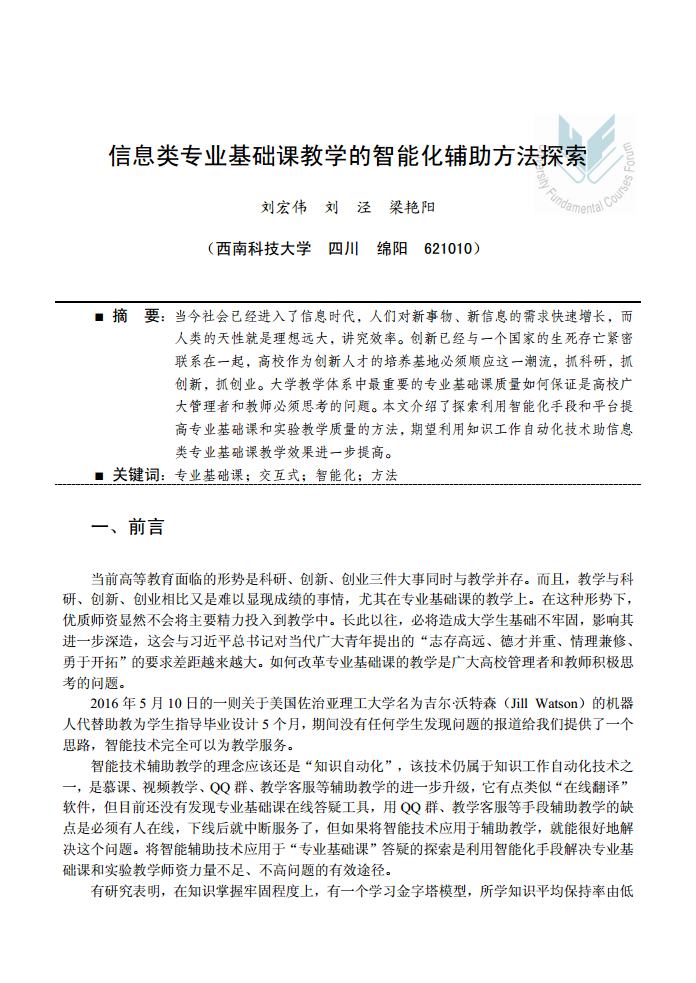 信息类专业基础课教学的智能化辅助方法探索
University Fundamental Courses Forum
刘宏伟 刘 泾 梁艳阳
（西南科技大学 四川 绵阳 621010）
■ 摘 要：当今社会已经进入了信息时代，人们对新事物、新信息的需求快速增长，而
人类的天性就是理想远大，讲究效率。创新已经与一个国家的生死存亡紧密
联系在一起，高校作为创新人才的培养基地必须顺应这一潮流，抓科研，抓
创新，抓创业。大学教学体系中最重要的专业基础课质量如何保证是高校广
大管理者和教师必须思考的问题。本文介绍了探索利用智能化手段和平台提
高专业基础课和实验教学质量的方法，期望利用知识工作自动化技术助信息
类专业基础课教学效果进一步提高。
■ 关键词：专业基础课；交互式；智能化；方法
一、前言
当前高等教育面临的形势是科研、创新、创业三件大事同时与教学并存。而且，教学与科
研、创新、创业相比又是难以显现成绩的事情，尤其在专业基础课的教学上。在这种形势下，
优质师资显然不会将主要精力投入到教学中。长此以往，必将造成大学生基础不牢固，影响其
进一步深造，这会与习近平总书记对当代广大青年提出的“志存高远、德才并重、情理兼修、
勇于开拓”的要求差距越来越大。如何改革专业基础课的教学是广大高校管理者和教师积极思
考的问题。
2016 年 5 月 10 日的一则关于美国佐治亚理工大学名为吉尔·沃特森（Jill Watson）的机器
人代替助教为学生指导毕业设计 5 个月，期间没有任何学生发现问题的报道给我们提供了一个
思路，智能技术完全可以为教学服务。
智能技术辅助教学的理念应该还是“知识自动化”，该技术仍属于知识工作自动化技术之
一，是慕课、视频教学、QQ 群、教学客服等辅助教学的进一步升级，它有点类似“在线翻译”
软件，但目前还没有发现专业基础课在线答疑工具，用 QQ 群、教学客服等手段辅助教学的缺
点是必须有人在线，下线后就中断服务了，但如果将智能技术应用于辅助教学，就能很好地解
决这个问题。将智能辅助技术应用于“专业基础课”答疑的探索是利用智能化手段解决专业基
础课和实验教学师资力量不足、不高问题的有效途径。
有研究表明，在知识掌握牢固程度上，有一个学习金字塔模型，所学知识平均保持率由低